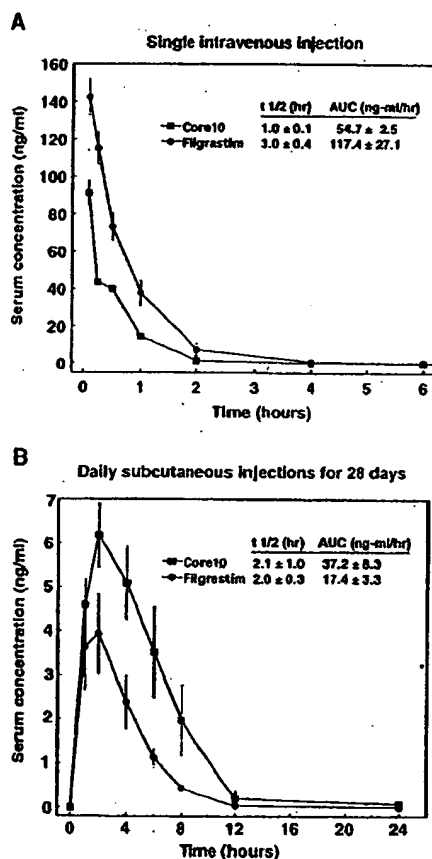 A
Single intravenous injection
t 1/2 (hr) AUC (ng-ml/hr)
Core10 1.0 ± 0.1 54.7 ± 2.5
Filgrastim 3.0 ± 0.4 117.4 ± 27.1
160
140
120
100
80
60
40
20
0
Serum concentration (ng/ml)
0 1 2 3 4 5 6
Time (hours)
B
Daily subcutaneous injections for 28 days
t 1/2 (hr) AUC (ng-ml/hr)
Core10 2.1 ± 1.0 37.2 ± 8.3
Filgrastim 2.0 ± 0.3 17.4 ± 3.3
7
6
5
4
3
2
1
0
Serum concentration (ng/ml)
0 4 8 12 16 20 24
Time (hours)